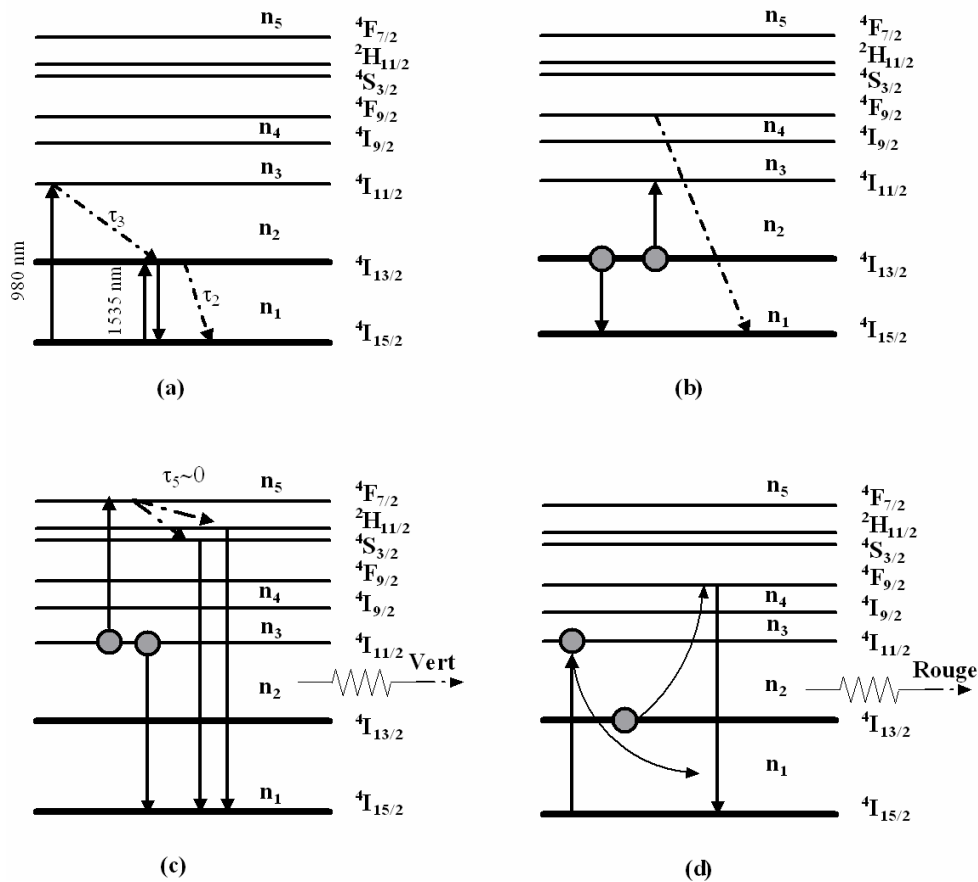 n₅ ⁴F₇/₂
²H₁₁/₂
⁴S₃/₂
⁴F₉/₂
n₄ ⁴I₉/₂
n₃ ⁴I₁₁/₂
τ₃
n₂
980 nm
1535 nm
⁴I₁₃/₂
τ₂
n₁
⁴I₁₅/₂
(a)
n₅ ⁴F₇/₂
²H₁₁/₂
⁴S₃/₂
⁴F₉/₂
n₄ ⁴I₉/₂
n₃ ⁴I₁₁/₂
n₂
⁴I₁₃/₂
n₁ ⁴I₁₅/₂
(b)
τ₅~0
n₅ ⁴F₇/₂
²H₁₁/₂
⁴S₃/₂
⁴F₉/₂
n₄ ⁴I₉/₂
n₃ ⁴I₁₁/₂
Vert
n₂
⁴I₁₃/₂
n₁ ⁴I₁₅/₂
(c)
n₅ ⁴F₇/₂
²H₁₁/₂
⁴S₃/₂
⁴F₉/₂
n₄ ⁴I₉/₂
n₃ ⁴I₁₁/₂
Rouge
n₂
⁴I₁₃/₂
n₁
⁴I₁₅/₂
(d)